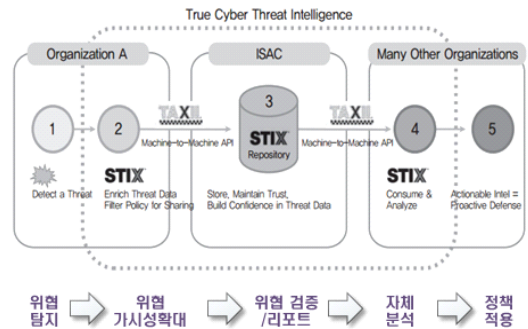 True Cyber Threat Intelligence
Organization A
ISAC
Many Other Organizations
1
2
TAXII
Machine-to-Machine API
3
STIX
Repository
TAXII
Machine-to-Machine API
4
5
Detect a Threat
STIX
Enrich Threat Data
Filter Policy for Sharing
Store, Maintain Trust,
Build Confidence in Threat Data
STIX
Consume &
Analyze
Actionable Intel =
Proactive Defense
위협
탐지
위협
가시성확대
위협 검증
/리포트
자체
분석
정책
적용